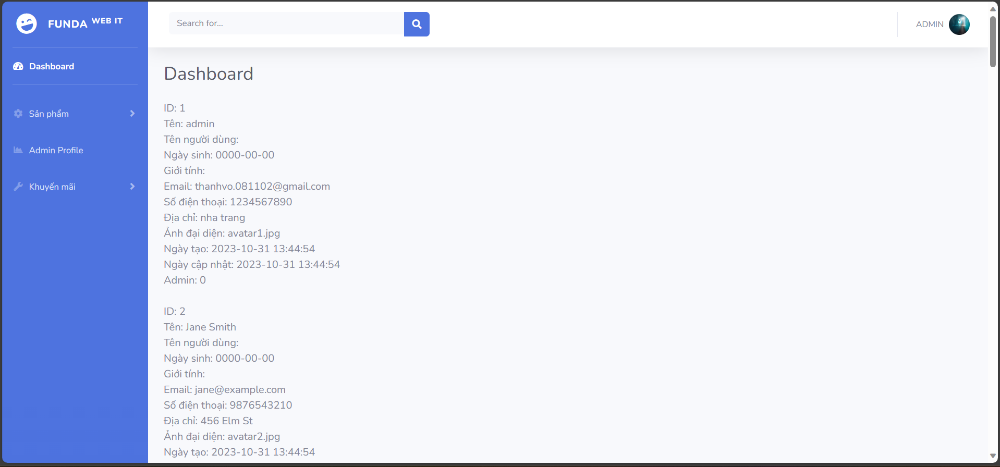 FUNDA WEB IT
Search for...
ADMIN
Dashboard
Sản phẩm
Admin Profile
Khuyến mãi
Dashboard
ID: 1
Tên: admin
Tên người dùng:
Ngày sinh: 0000-00-00
Giới tính:
Email: thanhvo.081102@gmail.com
Số điện thoại: 1234567890
Địa chỉ: nha trang
Ảnh đại diện: avatar1.jpg
Ngày tạo: 2023-10-31 13:44:54
Ngày cập nhật: 2023-10-31 13:44:54
Admin: 0
ID: 2
Tên: Jane Smith
Tên người dùng:
Ngày sinh: 0000-00-00
Giới tính:
Email: jane@example.com
Số điện thoại: 9876543210
Địa chỉ: 456 Elm St
Ảnh đại diện: avatar2.jpg
Ngày tạo: 2023-10-31 13:44:54